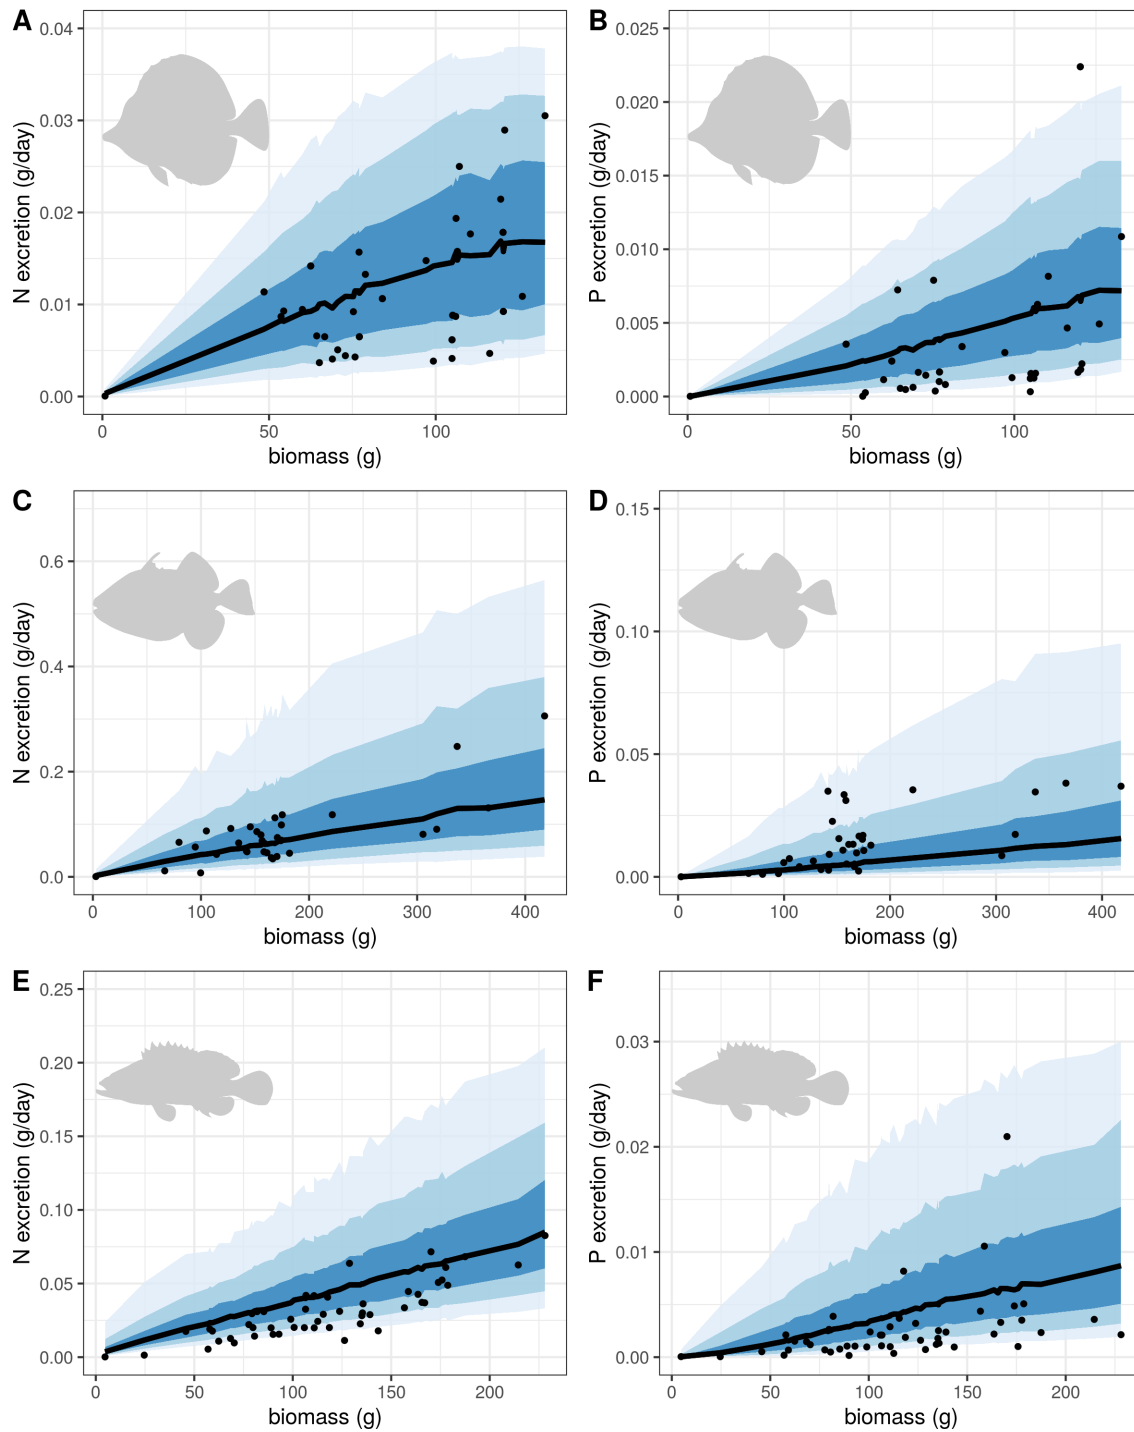 A
N excretion (g/day)
0.04
0.03
0.02
0.01
0.00
0 50 100
biomass (g)
B
P excretion (g/day)
0.025
0.020
0.015
0.010
0.005
0.000
0 50 100
biomass (g)
C
N excretion (g/day)
0.6
0.4
0.2
0.0
0 100 200 300 400
biomass (g)
D
P excretion (g/day)
0.15
0.10
0.05
0.00
0 100 200 300 400
biomass (g)
E
N excretion (g/day)
0.25
0.20
0.15
0.10
0.05
0.00
0 50 100 150 200
biomass (g)
F
P excretion (g/day)
0.03
0.02
0.01
0.00
0 50 100 150 200
biomass (g)